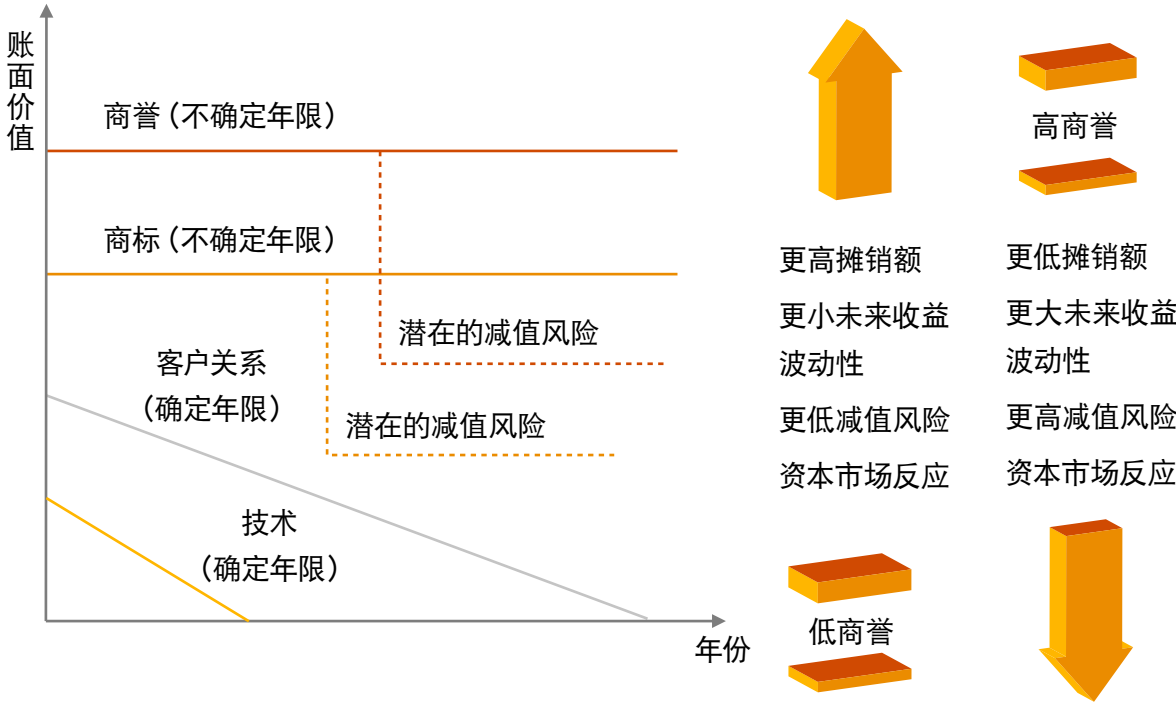 账面价值
商誉（不确定年限）
商标（不确定年限）
潜在的减值风险
客户关系
（确定年限）
潜在的减值风险
技术
（确定年限）
年份
更高摊销额
更小未来收益
波动性
更低减值风险
资本市场反应
低商誉
高商誉
更低摊销额
更大未来收益
波动性
更高减值风险
资本市场反应